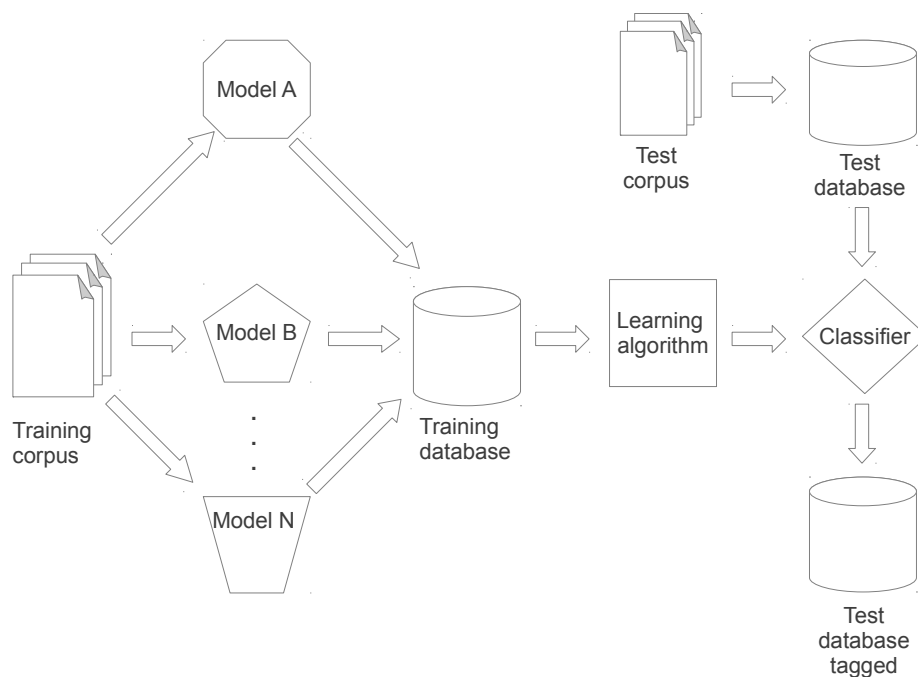 Model A
Test
corpus
Test
database
Training
corpus
Model B
.
.
.
Training
database
Learning
algorithm
Classifier
Model N
Test
database
tagged